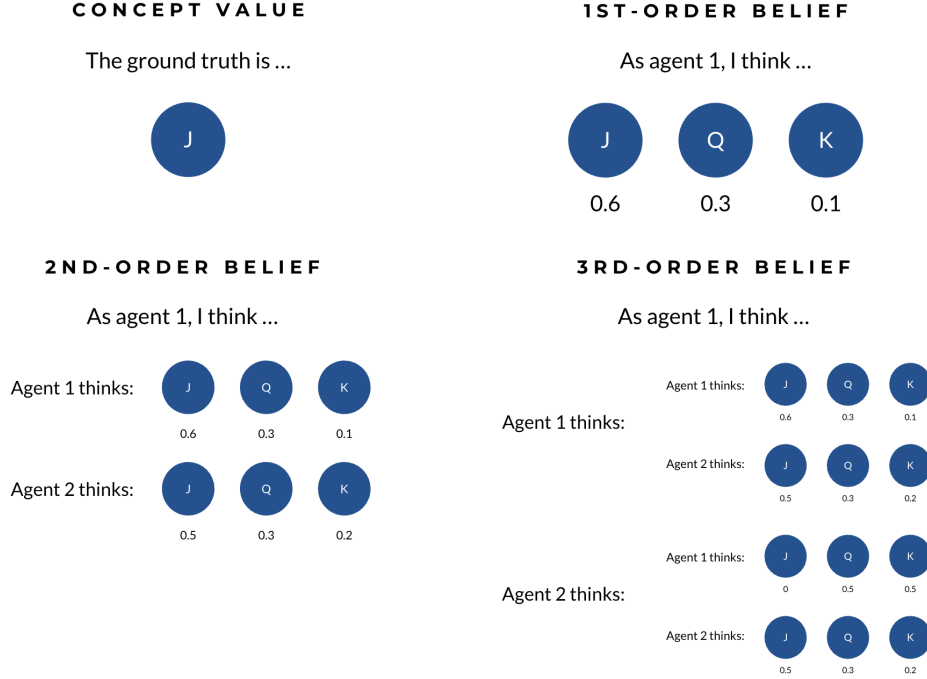 CONCEPT VALUE
The ground truth is ...
J
1ST-ORDER BELIEF
As agent 1, I think ...
J Q K
0.6 0.3 0.1
2ND-ORDER BELIEF
As agent 1, I think ...
Agent 1 thinks: J Q K
0.6 0.3 0.1
Agent 2 thinks: J Q K
0.5 0.3 0.2
3RD-ORDER BELIEF
As agent 1, I think ...
Agent 1 thinks:
Agent 1 thinks: J Q K
0.6 0.3 0.1
Agent 2 thinks: J Q K
0.5 0.3 0.2
Agent 2 thinks:
Agent 1 thinks: J Q K
0 0.5 0.5
Agent 2 thinks: J Q K
0.5 0.3 0.2